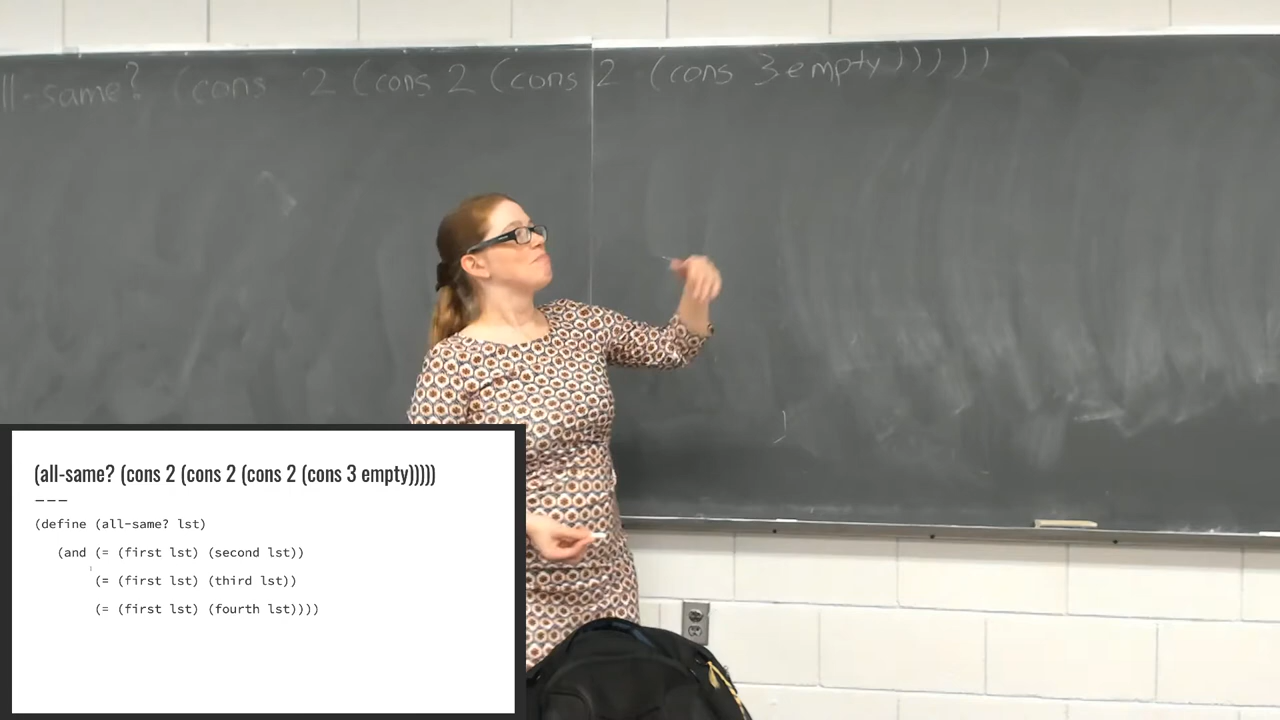 ll-same? (cons 2 (cons 2 (cons 2 (cons 3 empty)))))
(all-same? (cons 2 (cons 2 (cons 2 (cons 3 empty)))))
–––
(define (all-same? lst)
(and (= (first lst) (second lst))
(= (first lst) (third lst))
(= (first lst) (fourth lst))))